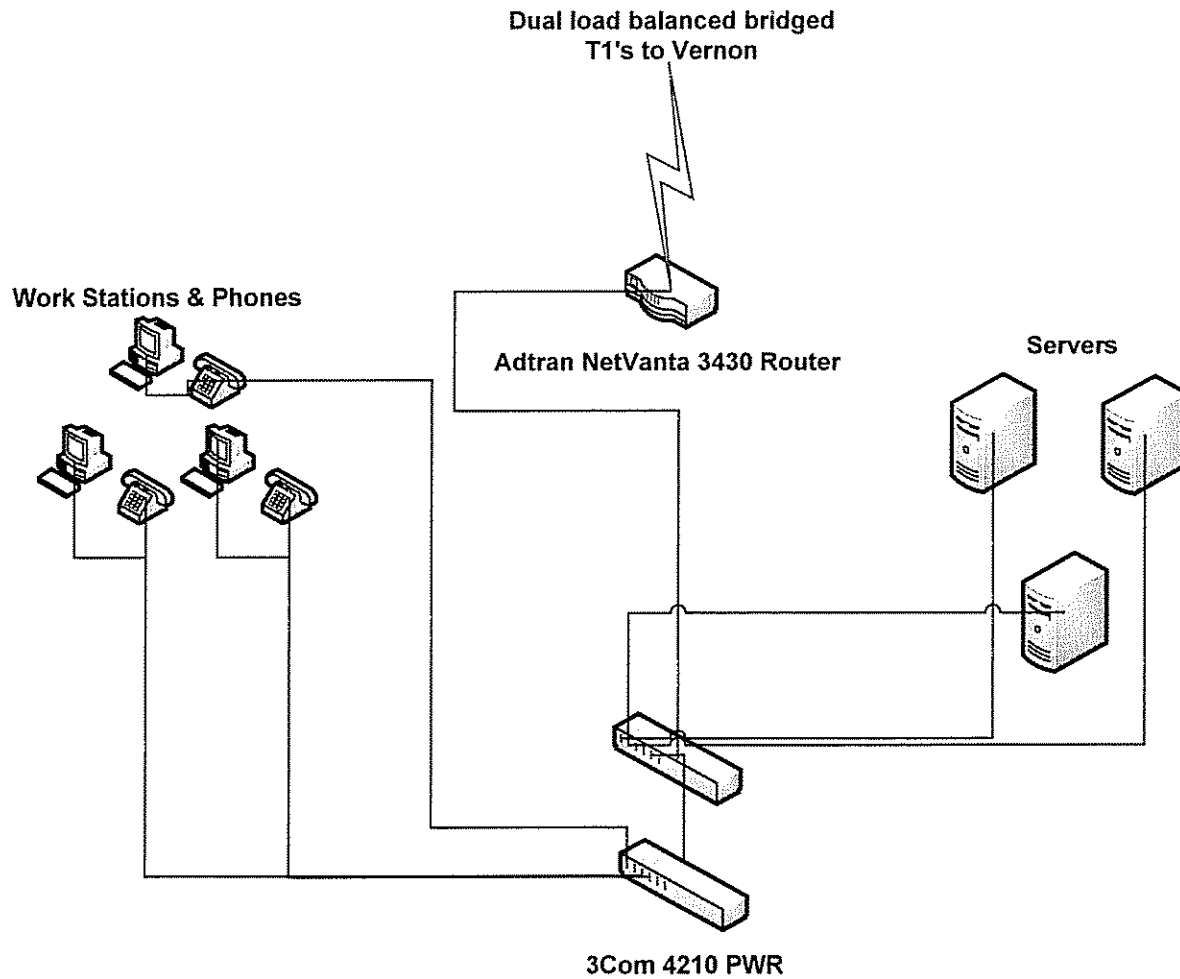 Dual load balanced bridged
T1's to Vernon
Work Stations & Phones
Adtran NetVanta 3430 Router
Servers
3Com 4210 PWR